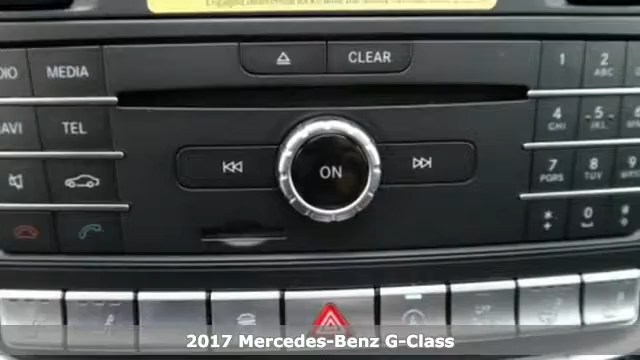 CLEAR
1
2
ABC
MEDIA
4
GHI
5
JKL
TEL
ON
7
PQRS
8
TUV
9
*
0
2017 Mercedes-Benz G-Class